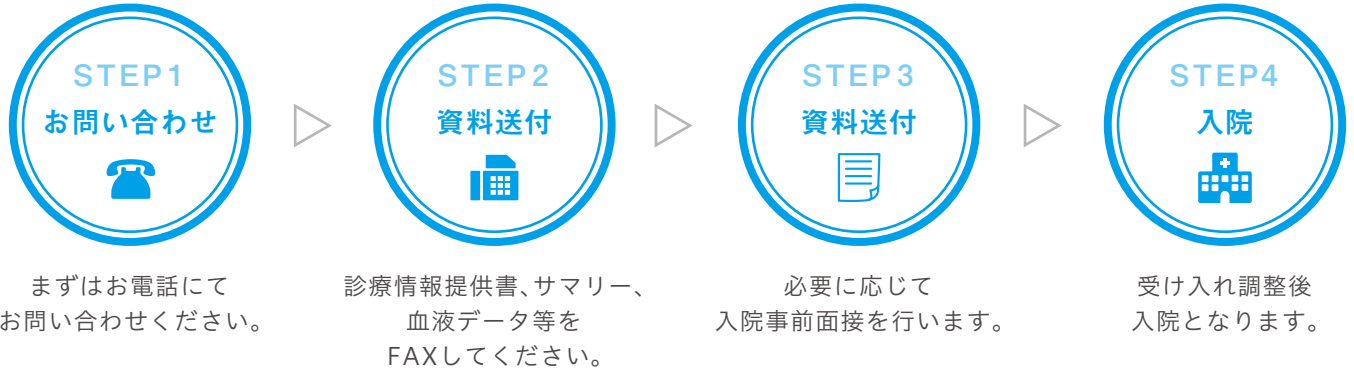 STEP1
お問い合わせ
まずはお電話にて
お問い合わせください。
STEP2
資料送付
診療情報提供書、サマリー、
血液データ等を
FAXしてください。
STEP3
資料送付
必要に応じて
入院事前面接を行います。
STEP4
入院
受け入れ調整後
入院となります。